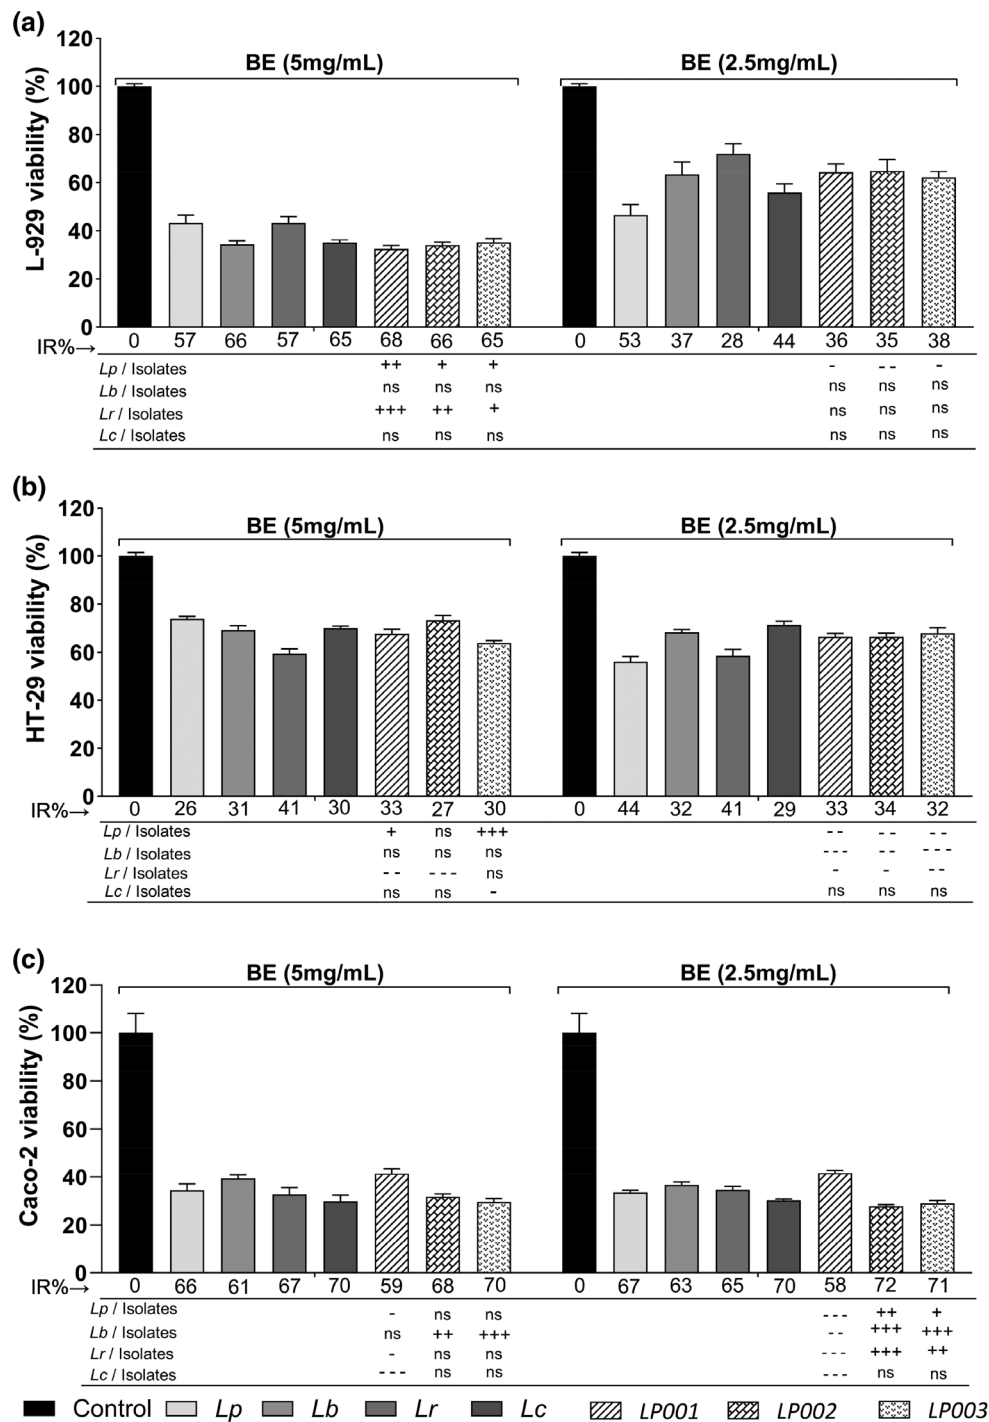 (a)
L-929 viability (%)
120
100
80
60
40
20
0
BE (5mg/mL)
BE (2.5mg/mL)
IR%→ 0 57 66 57 65 68 66 65 0 53 37 28 44 36 35 38
Lp / Isolates ++ + + - -- -
Lb / Isolates ns ns ns ns ns ns
Lr / Isolates +++ ++ + ns ns ns
Lc / Isolates ns ns ns ns ns ns
(b)
HT-29 viability (%)
120
100
80
60
40
20
0
BE (5mg/mL)
BE (2.5mg/mL)
IR%→ 0 26 31 41 30 33 27 30 0 44 32 41 29 33 34 32
Lp / Isolates + ns +++ -- -- --
Lb / Isolates ns ns ns --- -- ---
Lr / Isolates -- --- ns - - --
Lc / Isolates ns ns - ns ns ns
(c)
Caco-2 viability (%)
120
100
80
60
40
20
0
BE (5mg/mL)
BE (2.5mg/mL)
IR%→ 0 66 61 67 70 59 68 70 0 67 63 65 70 58 72 71
Lp / Isolates - ns ns --- ++ +
Lb / Isolates ns ++ +++ -- +++ +++
Lr / Isolates - ns ns --- +++ ++
Lc / Isolates --- ns ns --- ns ns
Control Lp Lb Lr Lc LP001 LP002 LP003